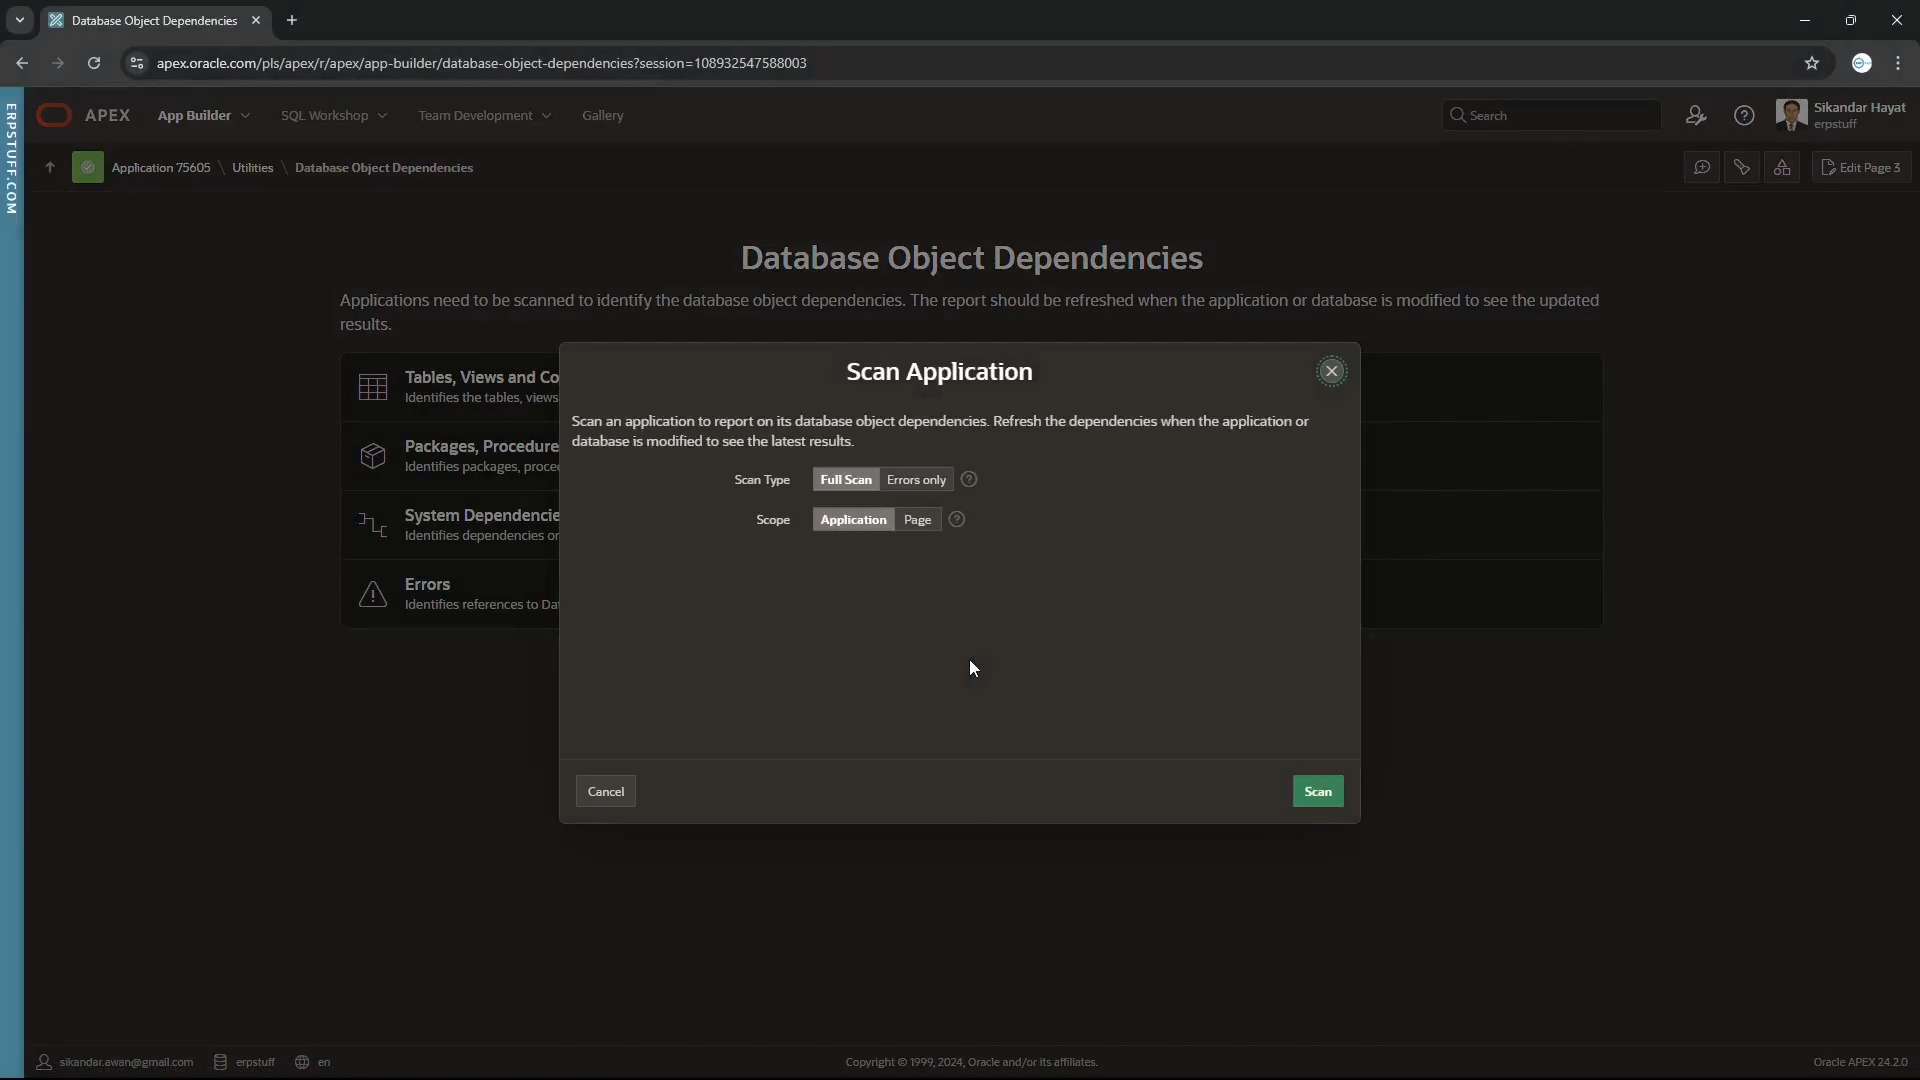 Database Object Dependencies
apex.oracle.com/pls/apex/r/apex/app-builder/database-object-dependencies?session=108932547588003
ERPSTUFF.COM
APEX
App Builder
SQL Workshop
Team Development
Gallery
Search
Sikandar Hayat
erpstuff
Application 75605 \ Utilities \ Database Object Dependencies
Edit Page 3
Database Object Dependencies
Applications need to be scanned to identify the database object dependencies. The report should be refreshed when the application or database is modified to see the updated
results.
Tables, Views and Co
Identifies the tables, views
Packages, Procedure
Identifies packages, proce
System Dependencie
Identifies dependencies or
Errors
Identifies references to Dat
Scan Application
Scan an application to report on its database object dependencies. Refresh the dependencies when the application or
database is modified to see the latest results.
Scan Type
Full Scan
Errors only
Scope
Application
Page
Cancel
Scan
sikandar.awan@gmail.com
erpstuff
en
Copyright © 1999, 2024, Oracle and/or its affiliates.
Oracle APEX 24.2.0